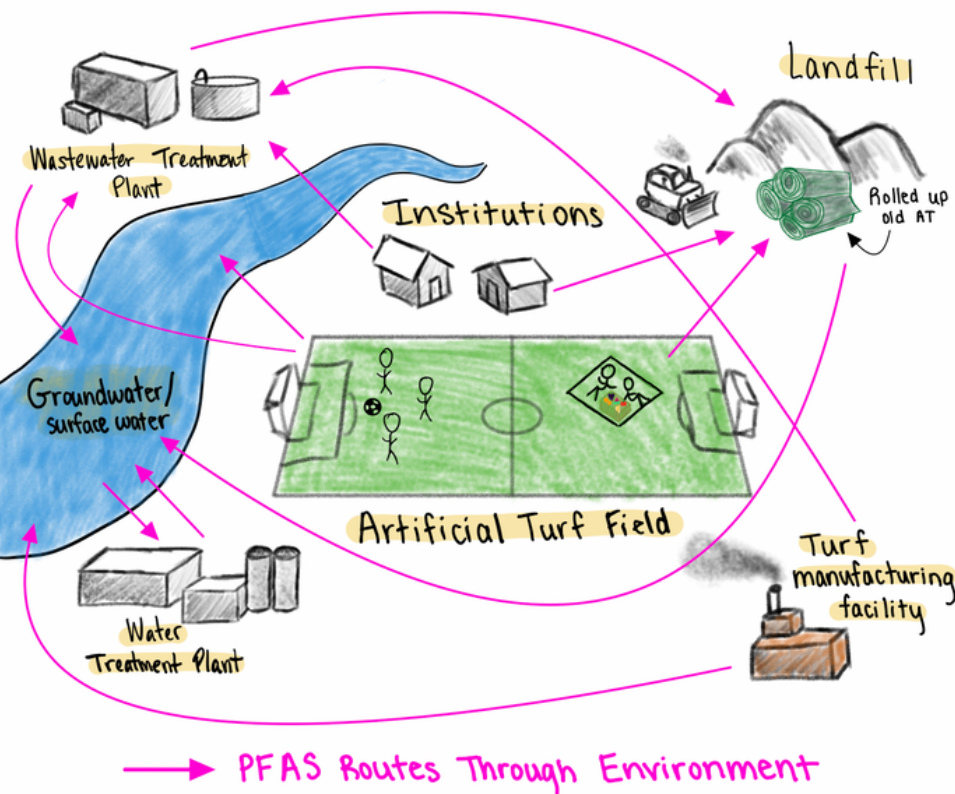 Landfill
Wastewater Treatment
Plant
Rolled up
old AT
Institutions
Groundwater/
surface water
Artificial Turf Field
Turf
manufacturing
facility
Water
Treatment Plant
PFAS Routes Through Environment